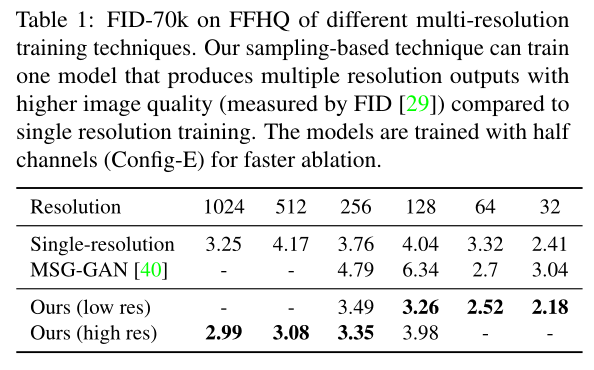 Table 1: FID-70k on FFHQ of different multi-resolution
training techniques. Our sampling-based technique can train
one model that produces multiple resolution outputs with
higher image quality (measured by FID [29]) compared to
single resolution training. The models are trained with half
channels (Config-E) for faster ablation.
Resolution 1024 512 256 128 64 32
Single-resolution 3.25 4.17 3.76 4.04 3.32 2.41
MSG-GAN [40] - - 4.79 6.34 2.7 3.04
Ours (low res) - - 3.49 3.26 2.52 2.18
Ours (high res) 2.99 3.08 3.35 3.98 - -